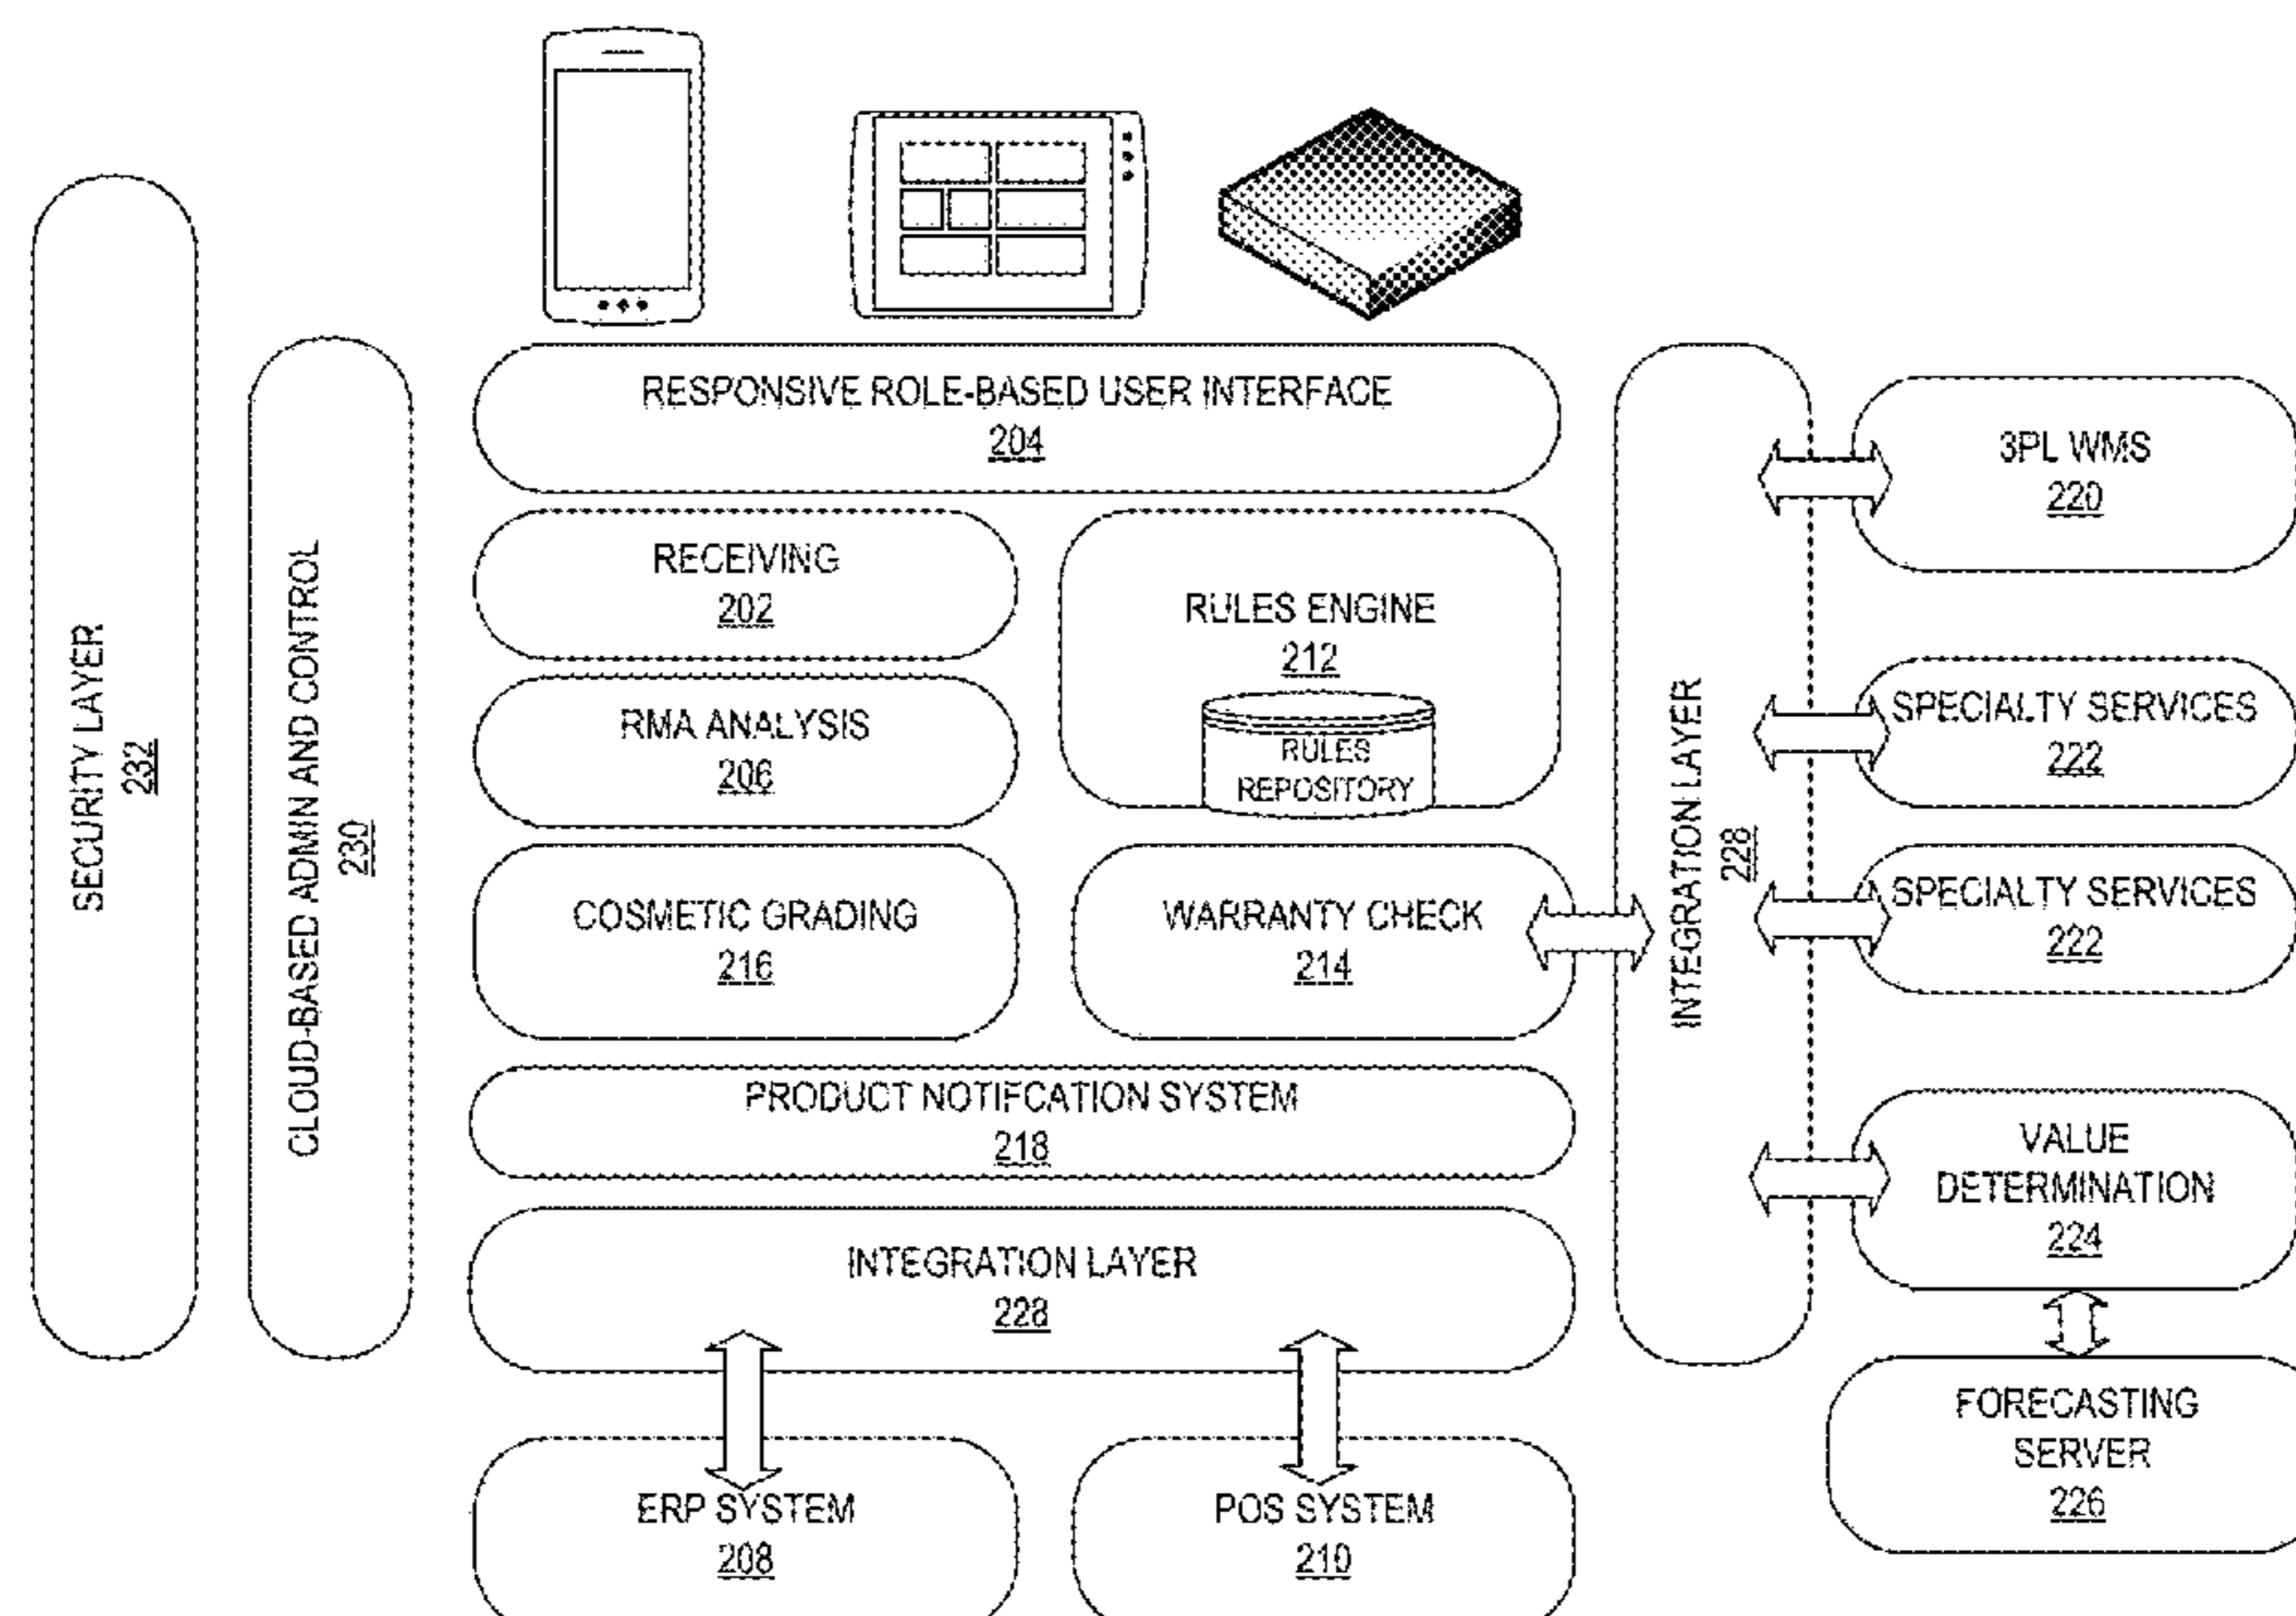 SECURITY LAYER
232
CLOUD-BASED ADMIN AND CONTROL
230
RESPONSIVE ROLE-BASED USER INTERFACE
204
RECEIVING
202
RULES ENGINE
212
RULES
REPOSITORY
RMA ANALYSIS
206
COSMETIC GRADING
216
WARRANTY CHECK
214
PRODUCT NOTIFCATION SYSTEM
218
INTEGRATION LAYER
228
ERP SYSTEM
208
POS SYSTEM
210
INTEGRATION LAYER
228
3PL WMS
220
SPECIALTY SERVICES
222
SPECIALTY SERVICES
222
VALUE
DETERMINATION
224
FORECASTING
SERVER
226